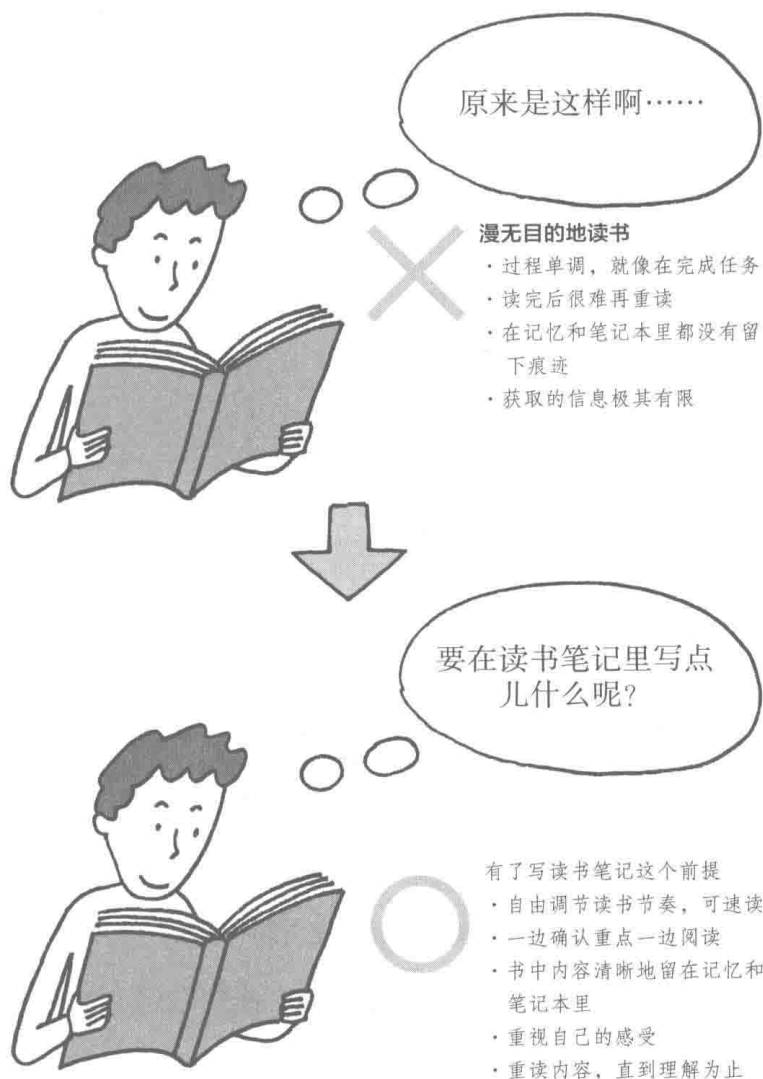 原来是这样啊……
漫无目的地读书
·过程单调，就像在完成任务
·读完后很难再重读
·在记忆和笔记本里都没有留
下痕迹
·获取的信息极其有限
要在读书笔记里写点
儿什么呢？
有了写读书笔记这个前提
·自由调节读书节奏，可速读
·一边确认重点一边阅读
·书中内容清晰地留在记忆和
笔记本里
·重视自己的感受
·重读内容，直到理解为止